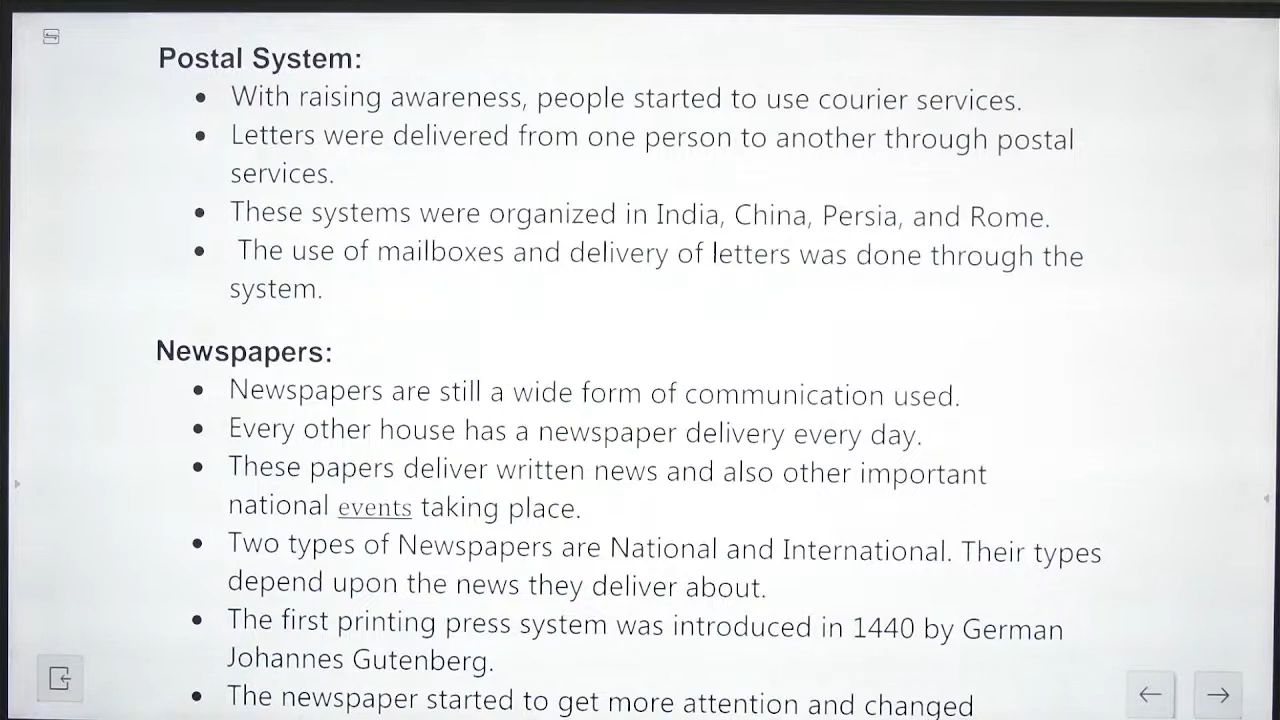 Postal System:
• With raising awareness, people started to use courier services.
• Letters were delivered from one person to another through postal
services.
• These systems were organized in India, China, Persia, and Rome.
• The use of mailboxes and delivery of letters was done through the
system.
Newspapers:
• Newspapers are still a wide form of communication used.
• Every other house has a newspaper delivery every day.
• These papers deliver written news and also other important
national events taking place.
• Two types of Newspapers are National and International. Their types
depend upon the news they deliver about.
• The first printing press system was introduced in 1440 by German
Johannes Gutenberg.
• The newspaper started to get more attention and changed